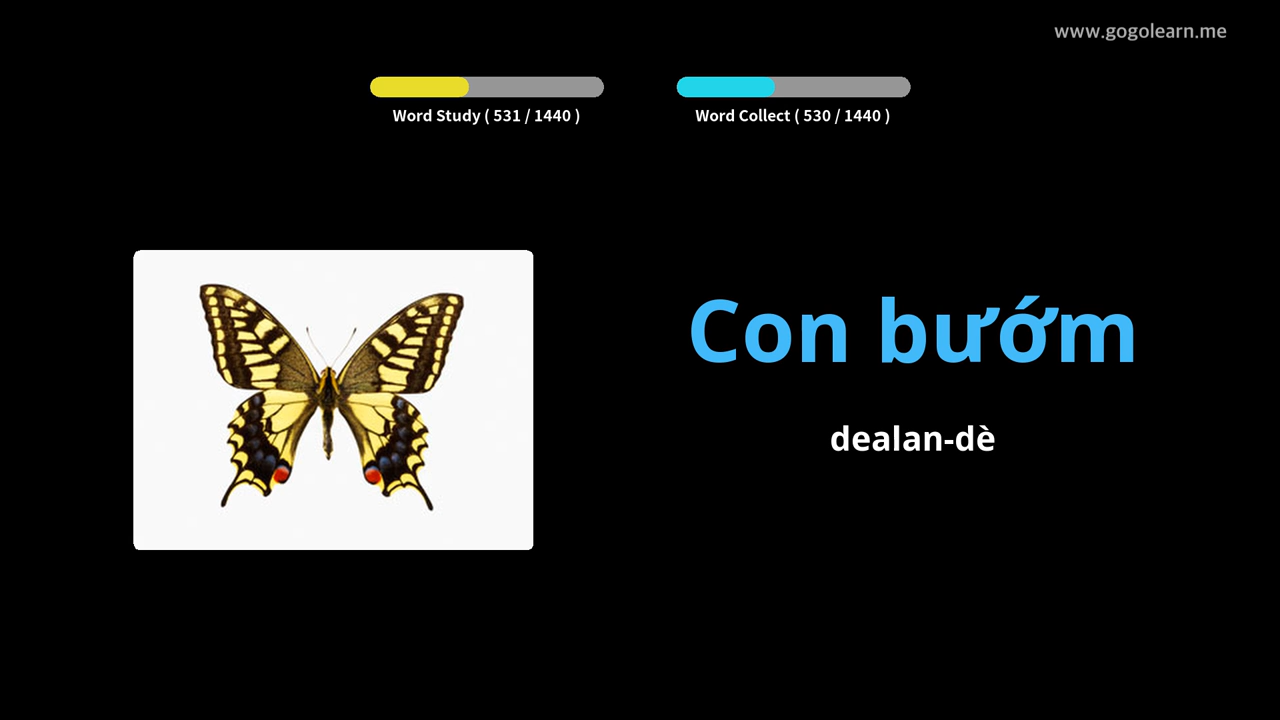 www.gogolearn.me
Word Study ( 531 / 1440 )
Word Collect ( 530 / 1440 )
Con bướm
dealan-dè